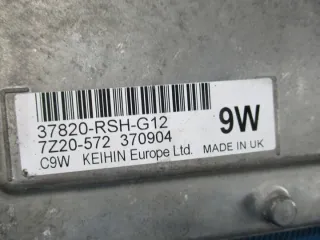 37820-RSH-G12
9W
7Z20-572 370904
C9W KEIHIN Europe Ltd. MADE IN UK